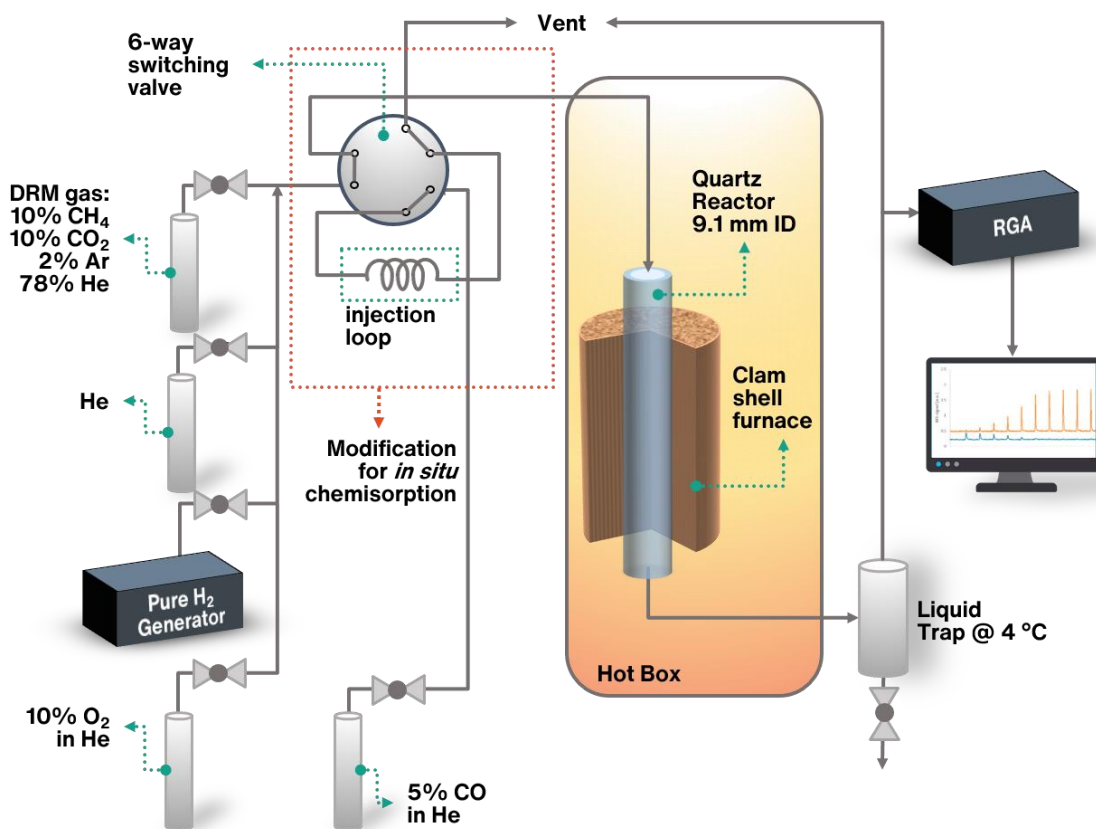 Vent
6-way
switching
valve
DRM gas:
10% CH₄
10% CO₂
2% Ar
78% He
injection
loop
He
Modification
for in situ
chemisorption
Pure H₂
Generator
10% O₂
in He
5% CO
in He
Quartz
Reactor
9.1 mm ID
Clam
shell
furnace
Hot Box
RGA
Liquid
Trap @ 4 °C